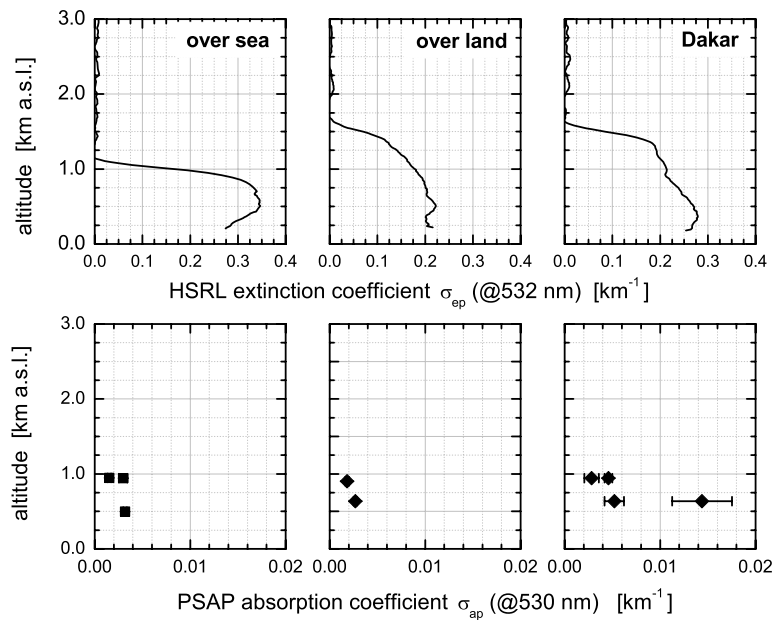 over sea over land Dakar
altitude [km a.s.l.]
3.0
2.0
1.0
0.0
0.0 0.1 0.2 0.3 0.4 0.0 0.1 0.2 0.3 0.4 0.0 0.1 0.2 0.3 0.4
HSRL extinction coefficient σep (@532 nm) [km-1]
altitude [km a.s.l.]
3.0
2.0
1.0
0.0
0.00 0.01 0.02 0.00 0.01 0.02 0.00 0.01 0.02
PSAP absorption coefficient σap (@530 nm) [km-1]